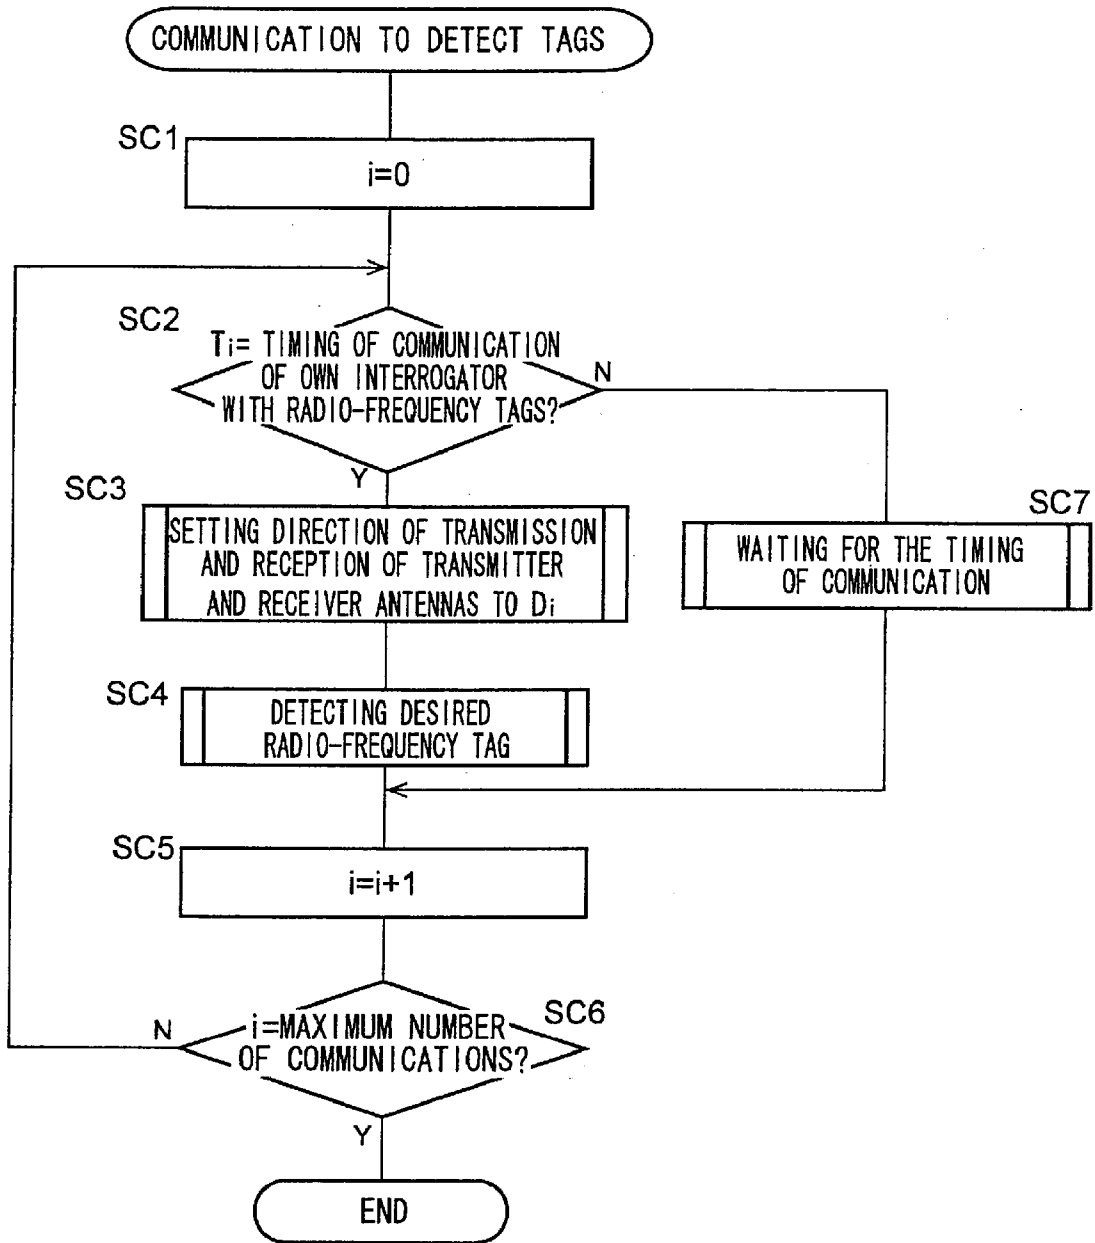 COMMUNICATION TO DETECT TAGS
SC1
i=0
SC2
Ti= TIMING OF COMMUNICATION
OF OWN INTERROGATOR
WITH RADIO-FREQUENCY TAGS?
N
Y
SC3
SETTING DIRECTION OF TRANSMISSION
AND RECEPTION OF TRANSMITTER
AND RECEIVER ANTENNAS TO Di
SC7
WAITING FOR THE TIMING
OF COMMUNICATION
SC4
DETECTING DESIRED
RADIO-FREQUENCY TAG
SC5
i=i+1
SC6
i=MAXIMUM NUMBER
OF COMMUNICATIONS?
N
Y
END